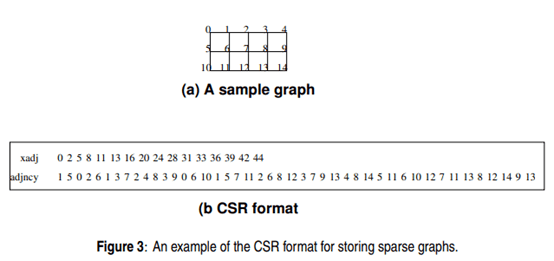 0 1 2 3 4
5 6 7 8 9
10 11 12 13 14
(a) A sample graph
xadj 0 2 5 8 11 13 16 20 24 28 31 33 36 39 42 44
adjncy 1 5 0 2 6 1 3 7 2 4 8 3 9 0 6 10 1 5 7 11 2 6 8 12 3 7 9 13 4 8 14 5 11 6 10 12 7 11 13 8 12 14 9 13
(b CSR format
Figure 3: An example of the CSR format for storing sparse graphs.